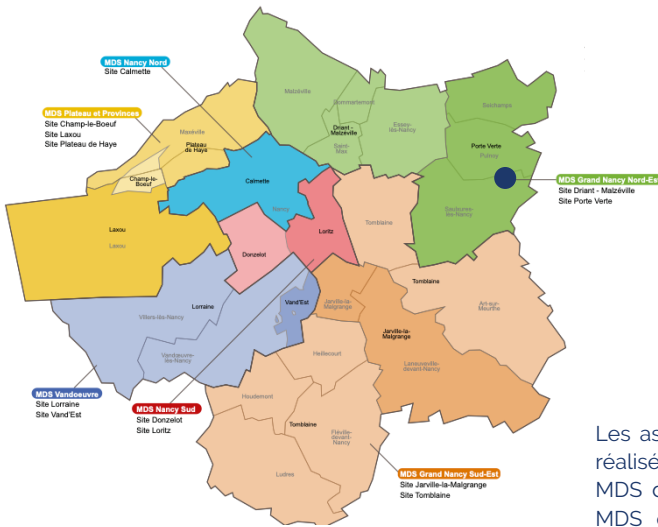 MDS Nancy Nord
Site Calmette
MDS Plateau et Provinces
Site Champ-le-Boeuf
Site Laxou
Site Plateau de Haye
Malzéville
Dommartemont
Essey-lès-Nancy
Seichamps
Driant - Malzéville
Saint-Max
Porte Verte
Pulnoy
Maxéville
Plateau de Haye
Champ-le-Boeuf
Calmette
Nancy
Loritz
Tomblaine
Saulxures-lès-Nancy
MDS Grand Nancy Nord-Est
Site Driant - Malzéville
Site Porte Verte
Laxou
Laxou
Donzelot
Tomblaine
Art-sur-Meurthe
Lorraine
Villers-lès-Nancy
Vand'Est
Jarville-la-Malgrange
Jarville-la-Malgrange
Vandœuvre-lès-Nancy
Heillecourt
Laneuveville-devant-Nancy
Houdemont
Tomblaine
Fléville-devant-Nancy
Ludres
MDS Vandoeuvre
Site Lorraine
Site Vand'Est
MDS Nancy Sud
Site Donzelot
Site Loritz
MDS Grand Nancy Sud-Est
Site Jarville-la-Malgrange
Site Tomblaine
Les as
réalisé
MDS
MDS